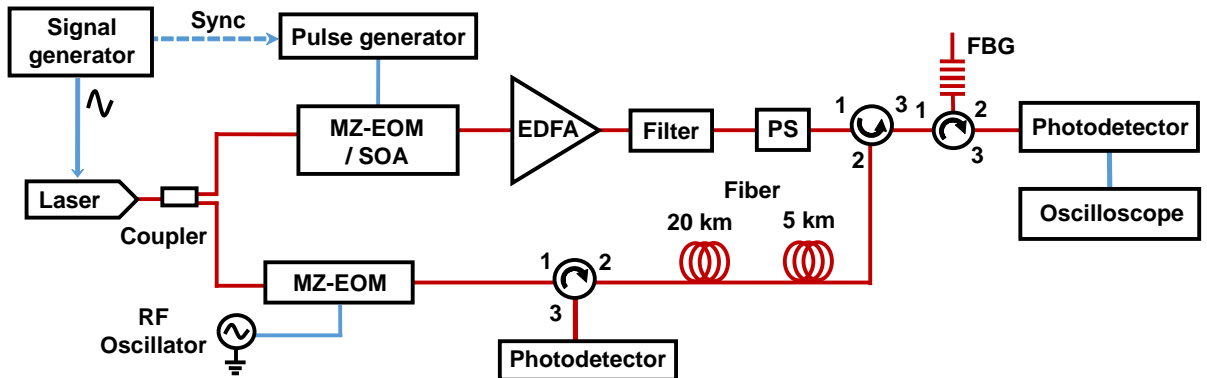 Signal
generator
Sync
Pulse generator
FBG
MZ-EOM
/ SOA
EDFA
Filter
PS
1
3
2
1
2
3
Photodetector
Oscilloscope
Laser
Coupler
Fiber
20 km
5 km
MZ-EOM
1
2
3
RF
Oscillator
Photodetector